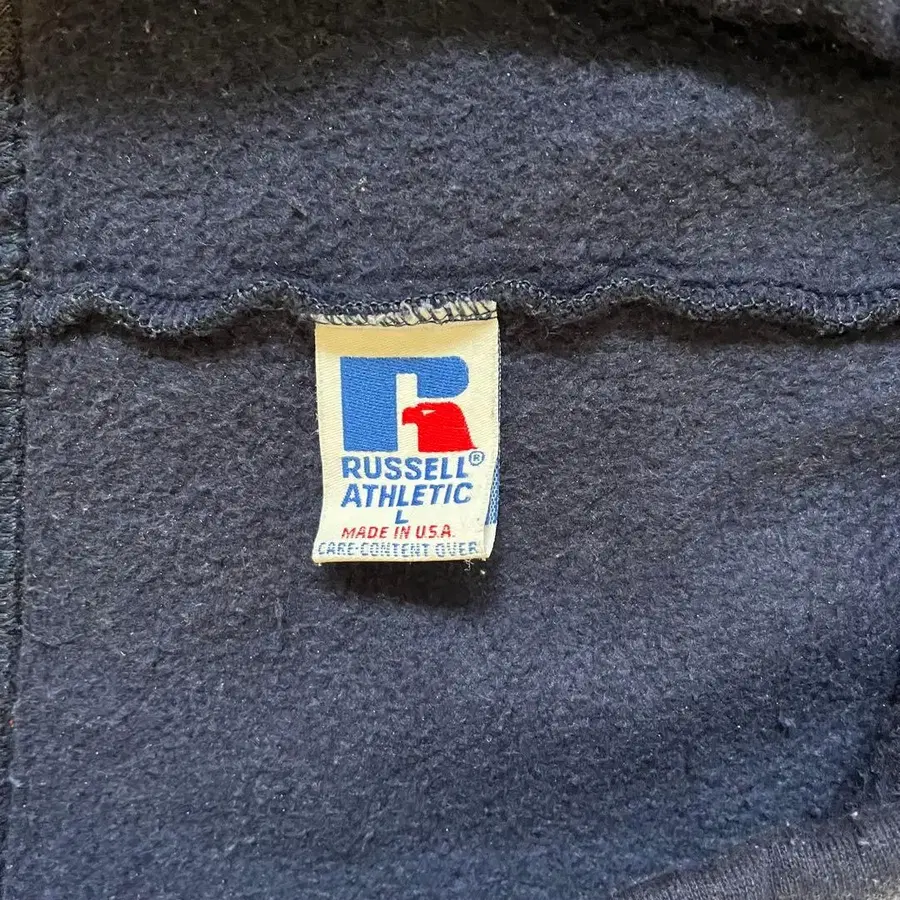 RUSSELL®
ATHLETIC
L
MADE IN U.S.A.
CARE-CONTENT OVER